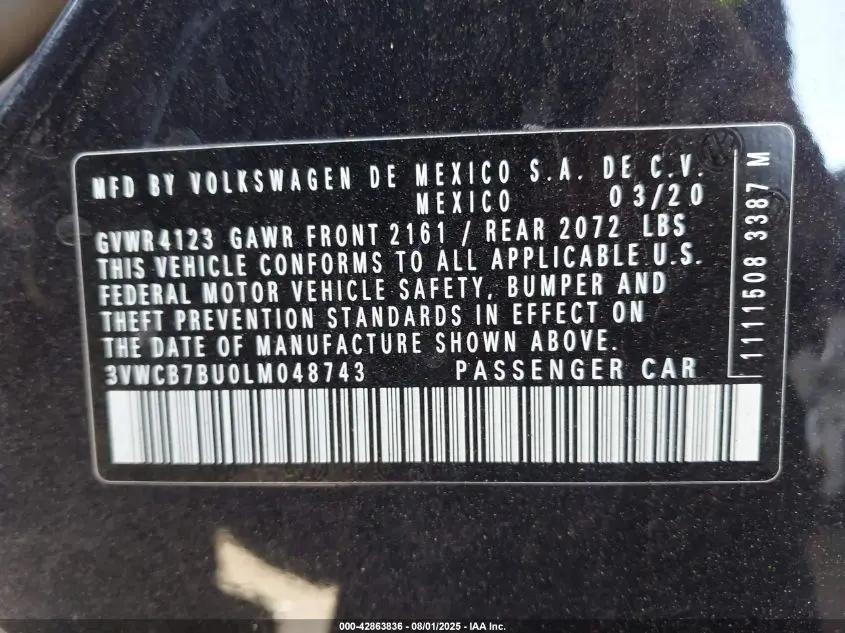 MFD BY VOLKSWAGEN DE MEXICO S.A. DE C.V.
MEXICO 03/20
GVWR4123 GAWR FRONT 2161 / REAR 2072 LBS
THIS VEHICLE CONFORMS TO ALL APPLICABLE U.S.
FEDERAL MOTOR VEHICLE SAFETY, BUMPER AND
THEFT PREVENTION STANDARDS IN EFFECT ON
THE DATE OF MANUFACTURE SHOWN ABOVE.
3VWCB7BU0LM048743 PASSENGER CAR
1111508 3387 M
000-42863836 - 08/01/2025 - IAA Inc.